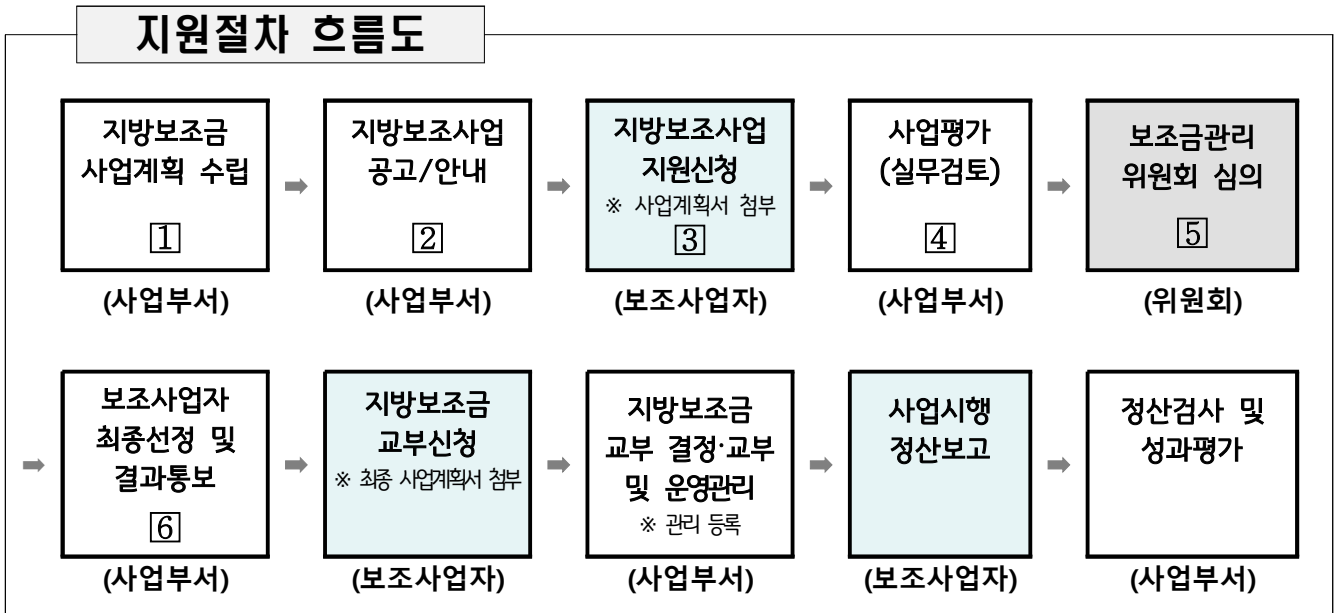 지원절차 흐름도
지방보조금
사업계획 수립
1
(사업부서)
지방보조사업
공고/안내
2
(사업부서)
지방보조사업
지원신청
※ 사업계획서 첨부
3
(보조사업자)
사업평가
(실무검토)
4
(사업부서)
보조금관리
위원회 심의
5
(위원회)
보조사업자
최종선정 및
결과통보
6
(사업부서)
지방보조금
교부신청
※ 최종 사업계획서 첨부
(보조사업자)
지방보조금
교부 결정·교부
및 운영관리
※ 관리 등록
(사업부서)
사업시행
정산보고
(보조사업자)
정산검사 및
성과평가
(사업부서)